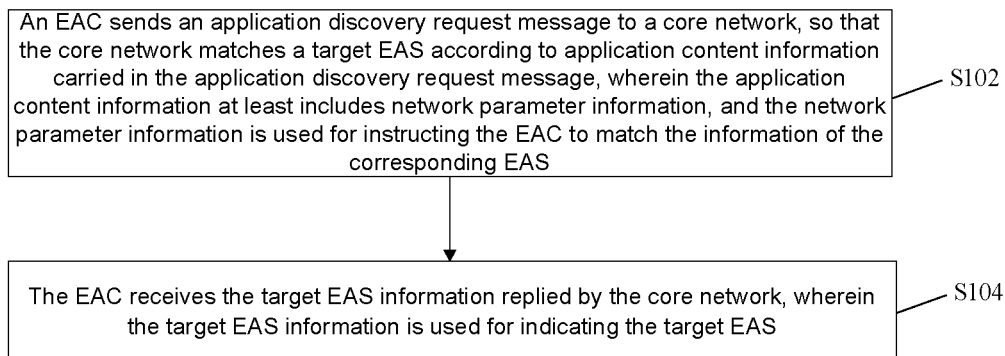 An EAC sends an application discovery request message to a core network, so that
the core network matches a target EAS according to application content information
carried in the application discovery request message, wherein the application
content information at least includes network parameter information, and the network
parameter information is used for instructing the EAC to match the information of the
corresponding EAS
S102
The EAC receives the target EAS information replied by the core network, wherein
the target EAS information is used for indicating the target EAS
S104